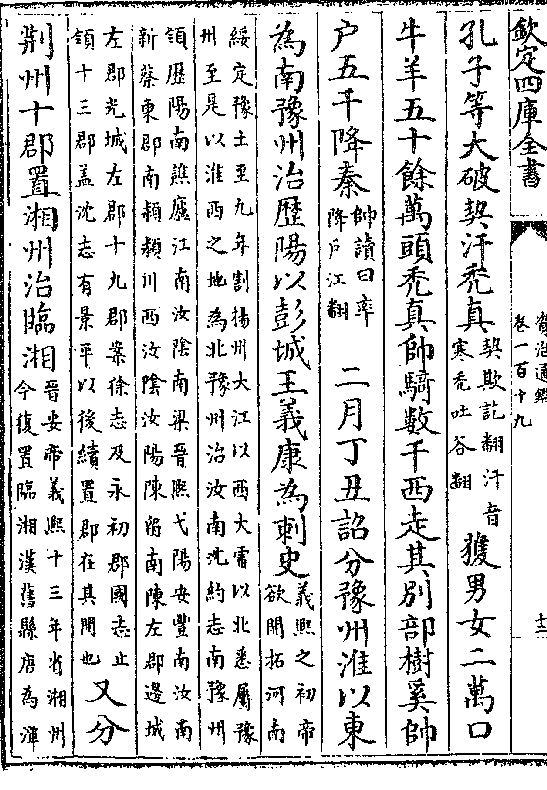 欽定四庫全書
資治通鑑
卷一百十九
十二
孔子等大破契汗禿真
契欺訖翻汗音
寒禿吐谷翻
獲男女二萬口
牛羊五十餘萬頭禿真帥騎數千西走其別部樹奚帥
户五千降秦
帥讀曰率
降户江翻
二月丁丑詔分豫州淮以東
為南豫州治歷陽以彭城王義康為刺史
義熙之初帝
欲開拓河南
綏定豫土至九年割揚州大江以西大雷以北悉屬豫
州至是以淮西之地為北豫州治汝南沈約志南豫州
領歷陽南譙廬江南汝陰南梁晉熙弋陽安豐南汝南
新蔡東郡南頴頴川西汝陰汝陽陳留南陳左郡邊城
左郡光城左郡十九郡案徐志及永初郡國志止
領十三郡盖沈志有景平以後續置郡在其間也
又分
荆州十郡置湘州治臨湘
晉安帝義熙十三年省湘州
今復置臨湘漢舊縣唐為潭